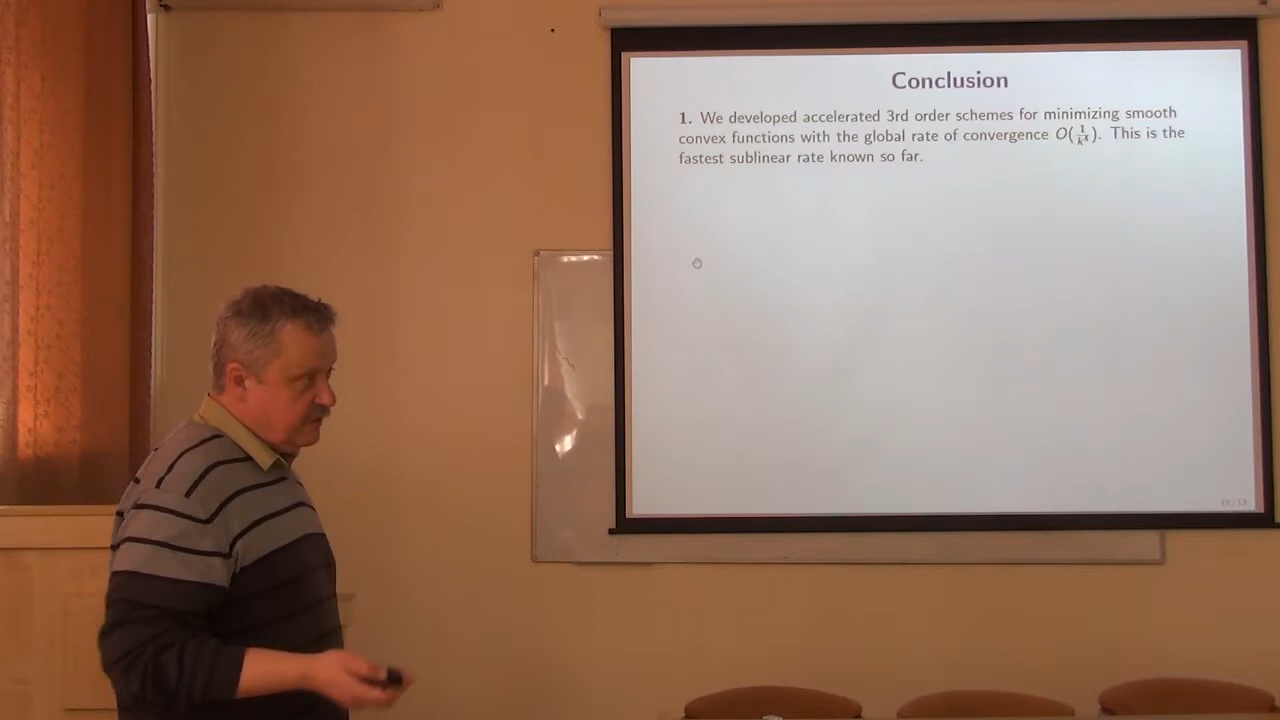 Conclusion
1. We developed accelerated 3rd order schemes for minimizing smooth
convex functions with the global rate of convergence O(1/k⁴). This is the
fastest sublinear rate known so far.